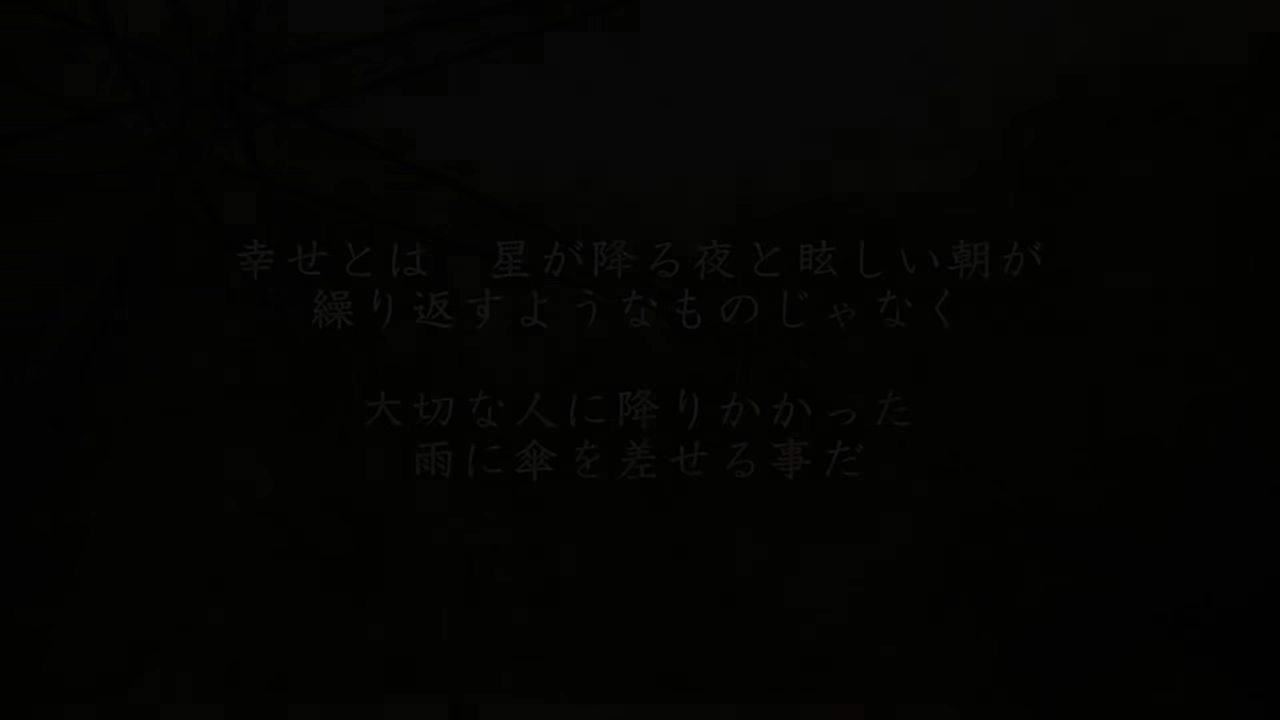 幸せとは　星が降る夜と眩しい朝が
繰り返すようなものじゃなく
大切な人に降りかかった
雨に傘を差せる事だ